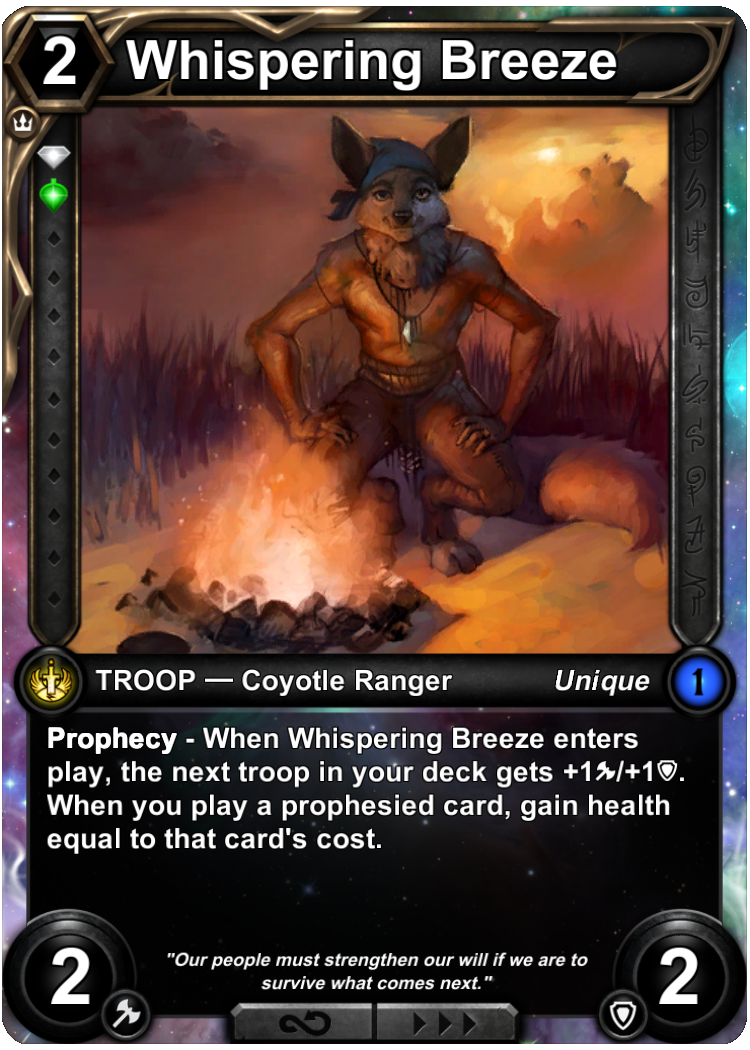 2 Whispering Breeze
TROOP — Coyotle Ranger Unique 1
Prophecy - When Whispering Breeze enters
play, the next troop in your deck gets +1/+1.
When you play a prophesied card, gain health
equal to that card's cost.
"Our people must strengthen our will if we are to
survive what comes next."
2 2